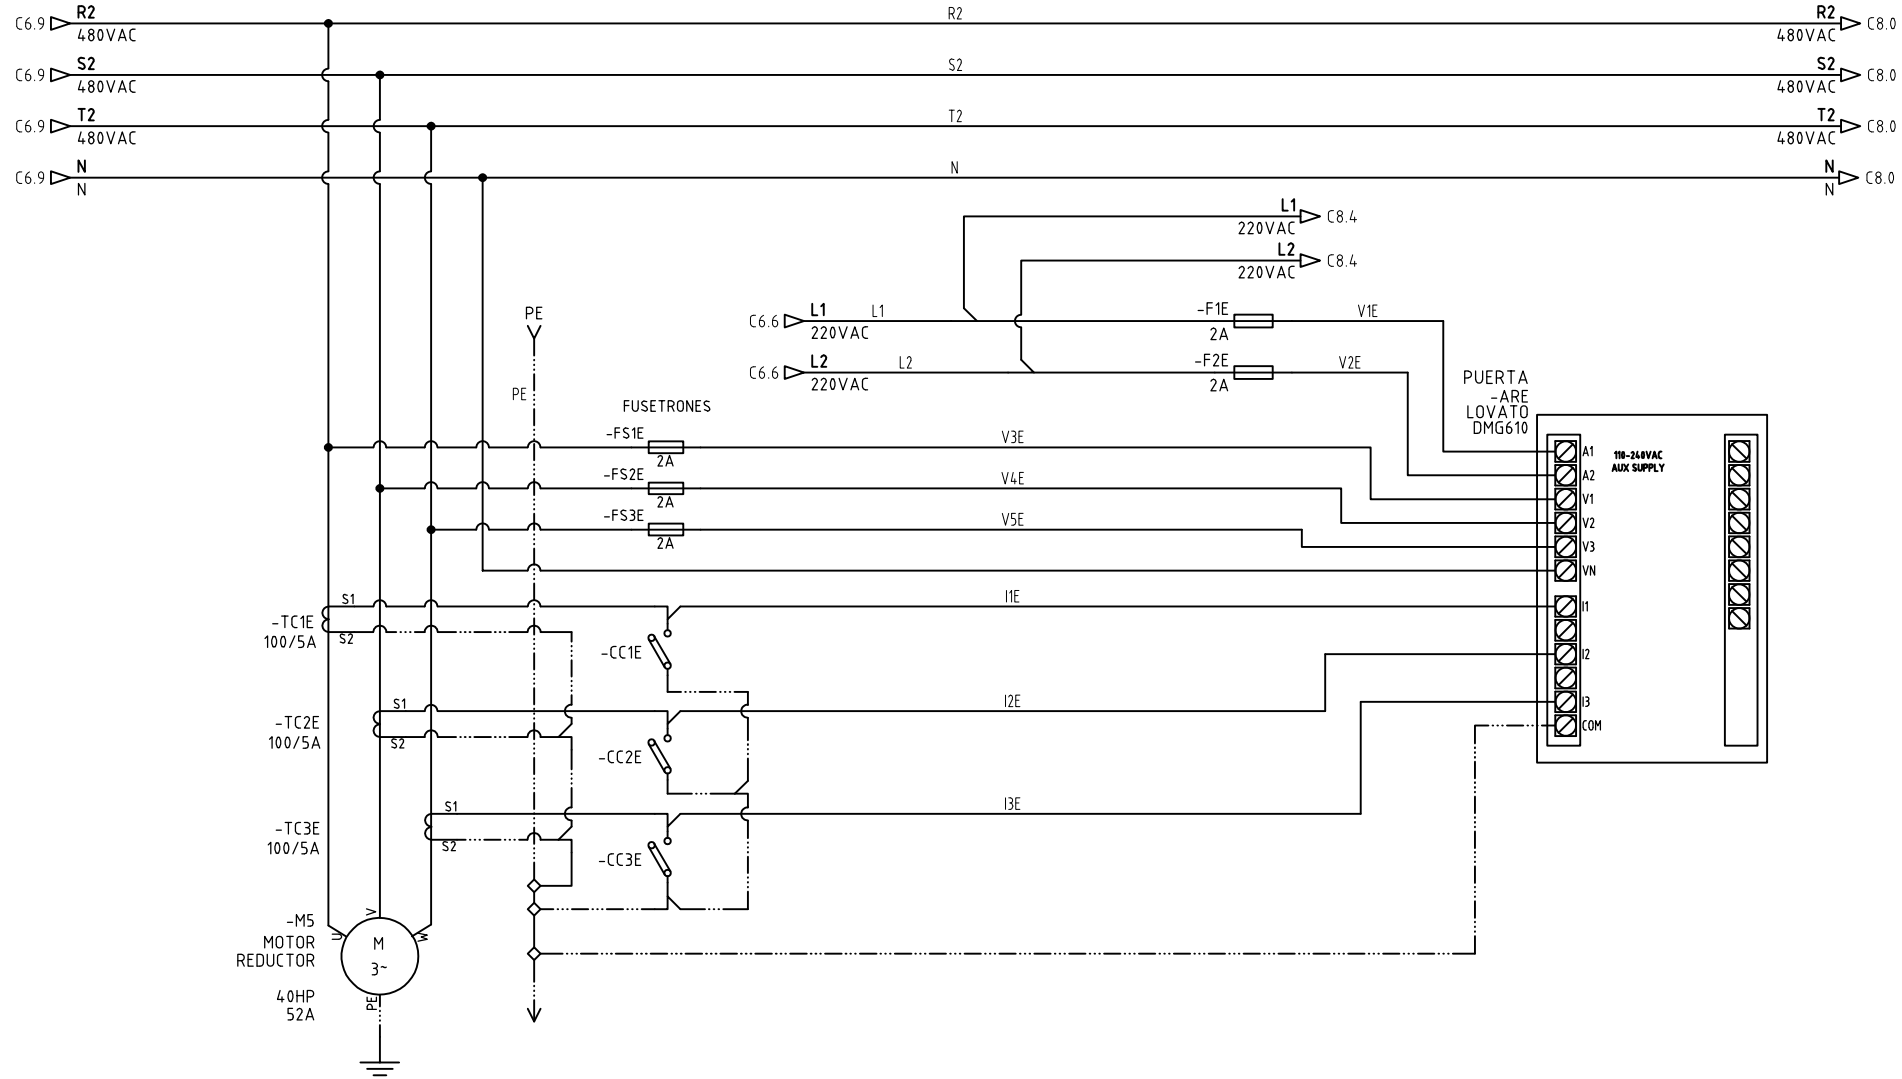 R2
C6.9
480VAC
R2
R2
C8.0
480VAC
S2
C6.9
480VAC
S2
S2
C8.0
480VAC
T2
C6.9
480VAC
T2
T2
C8.0
480VAC
N
C6.9
N
N
N
C8.0
N
L1
C8.4
220VAC
L2
C8.4
220VAC
PE
C6.6
L1
220VAC
L1
-F1E
2A
V1E
C6.6
L2
220VAC
L2
-F2E
2A
V2E
PE
PUERTA
-ARE
LOVATO
DMG610
FUSETRONES
-FS1E
2A
V3E
-FS2E
2A
V4E
-FS3E
2A
V5E
A1
110-240VAC
AUX SUPPLY
A2
V1
V2
V3
VN
I1
I2
I3
COM
S1
I1E
-TC1E
100/5A
S2
-CC1E
S1
I2E
-TC2E
100/5A
S2
-CC2E
S1
I3E
-TC3E
100/5A
S2
-CC3E
-M5
MOTOR
REDUCTOR
40HP
52A
U
V
W
M
3~
PE